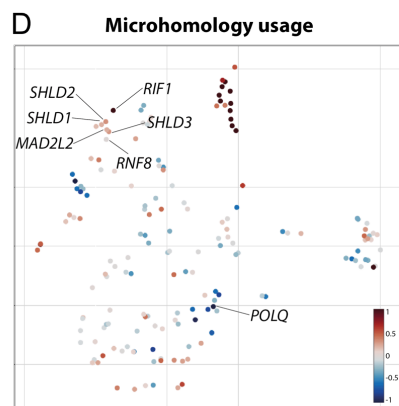 D
Microhomology usage
SHLD2
RIF1
SHLD1
SHLD3
MAD2L2
RNF8
POLQ
1
0.5
0
-0.5
-1